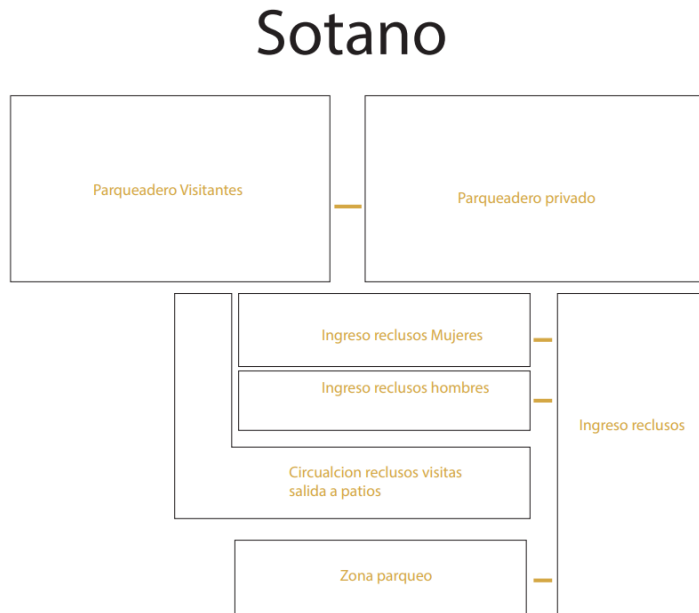 Sotano
Parqueadero Visitantes
Parqueadero privado
Ingreso reclusos Mujeres
Ingreso reclusos hombres
Ingreso reclusos
Circualcion reclusos visitas
salida a patios
Zona parqueo